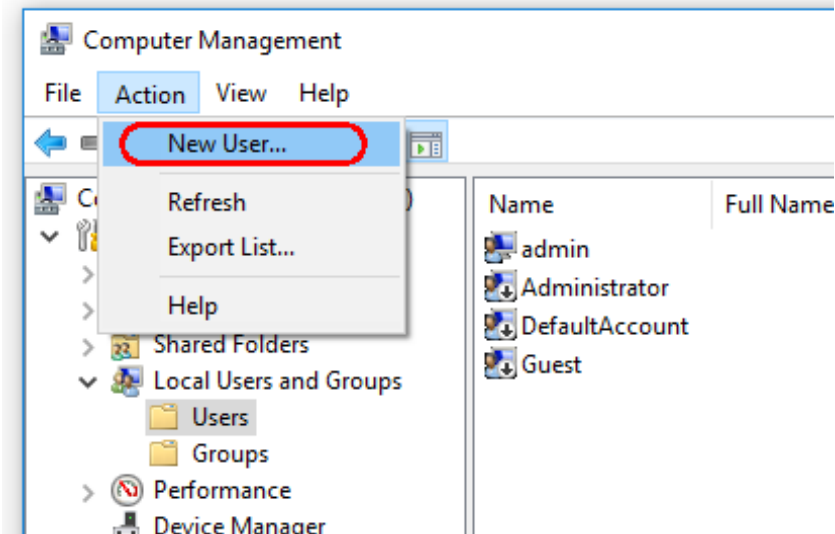 Computer Management
File Action View Help
New User...
Refresh
Export List...
Help
Shared Folders
Local Users and Groups
Users
Groups
Performance
Device Manager
Name Full Name
admin
Administrator
DefaultAccount
Guest